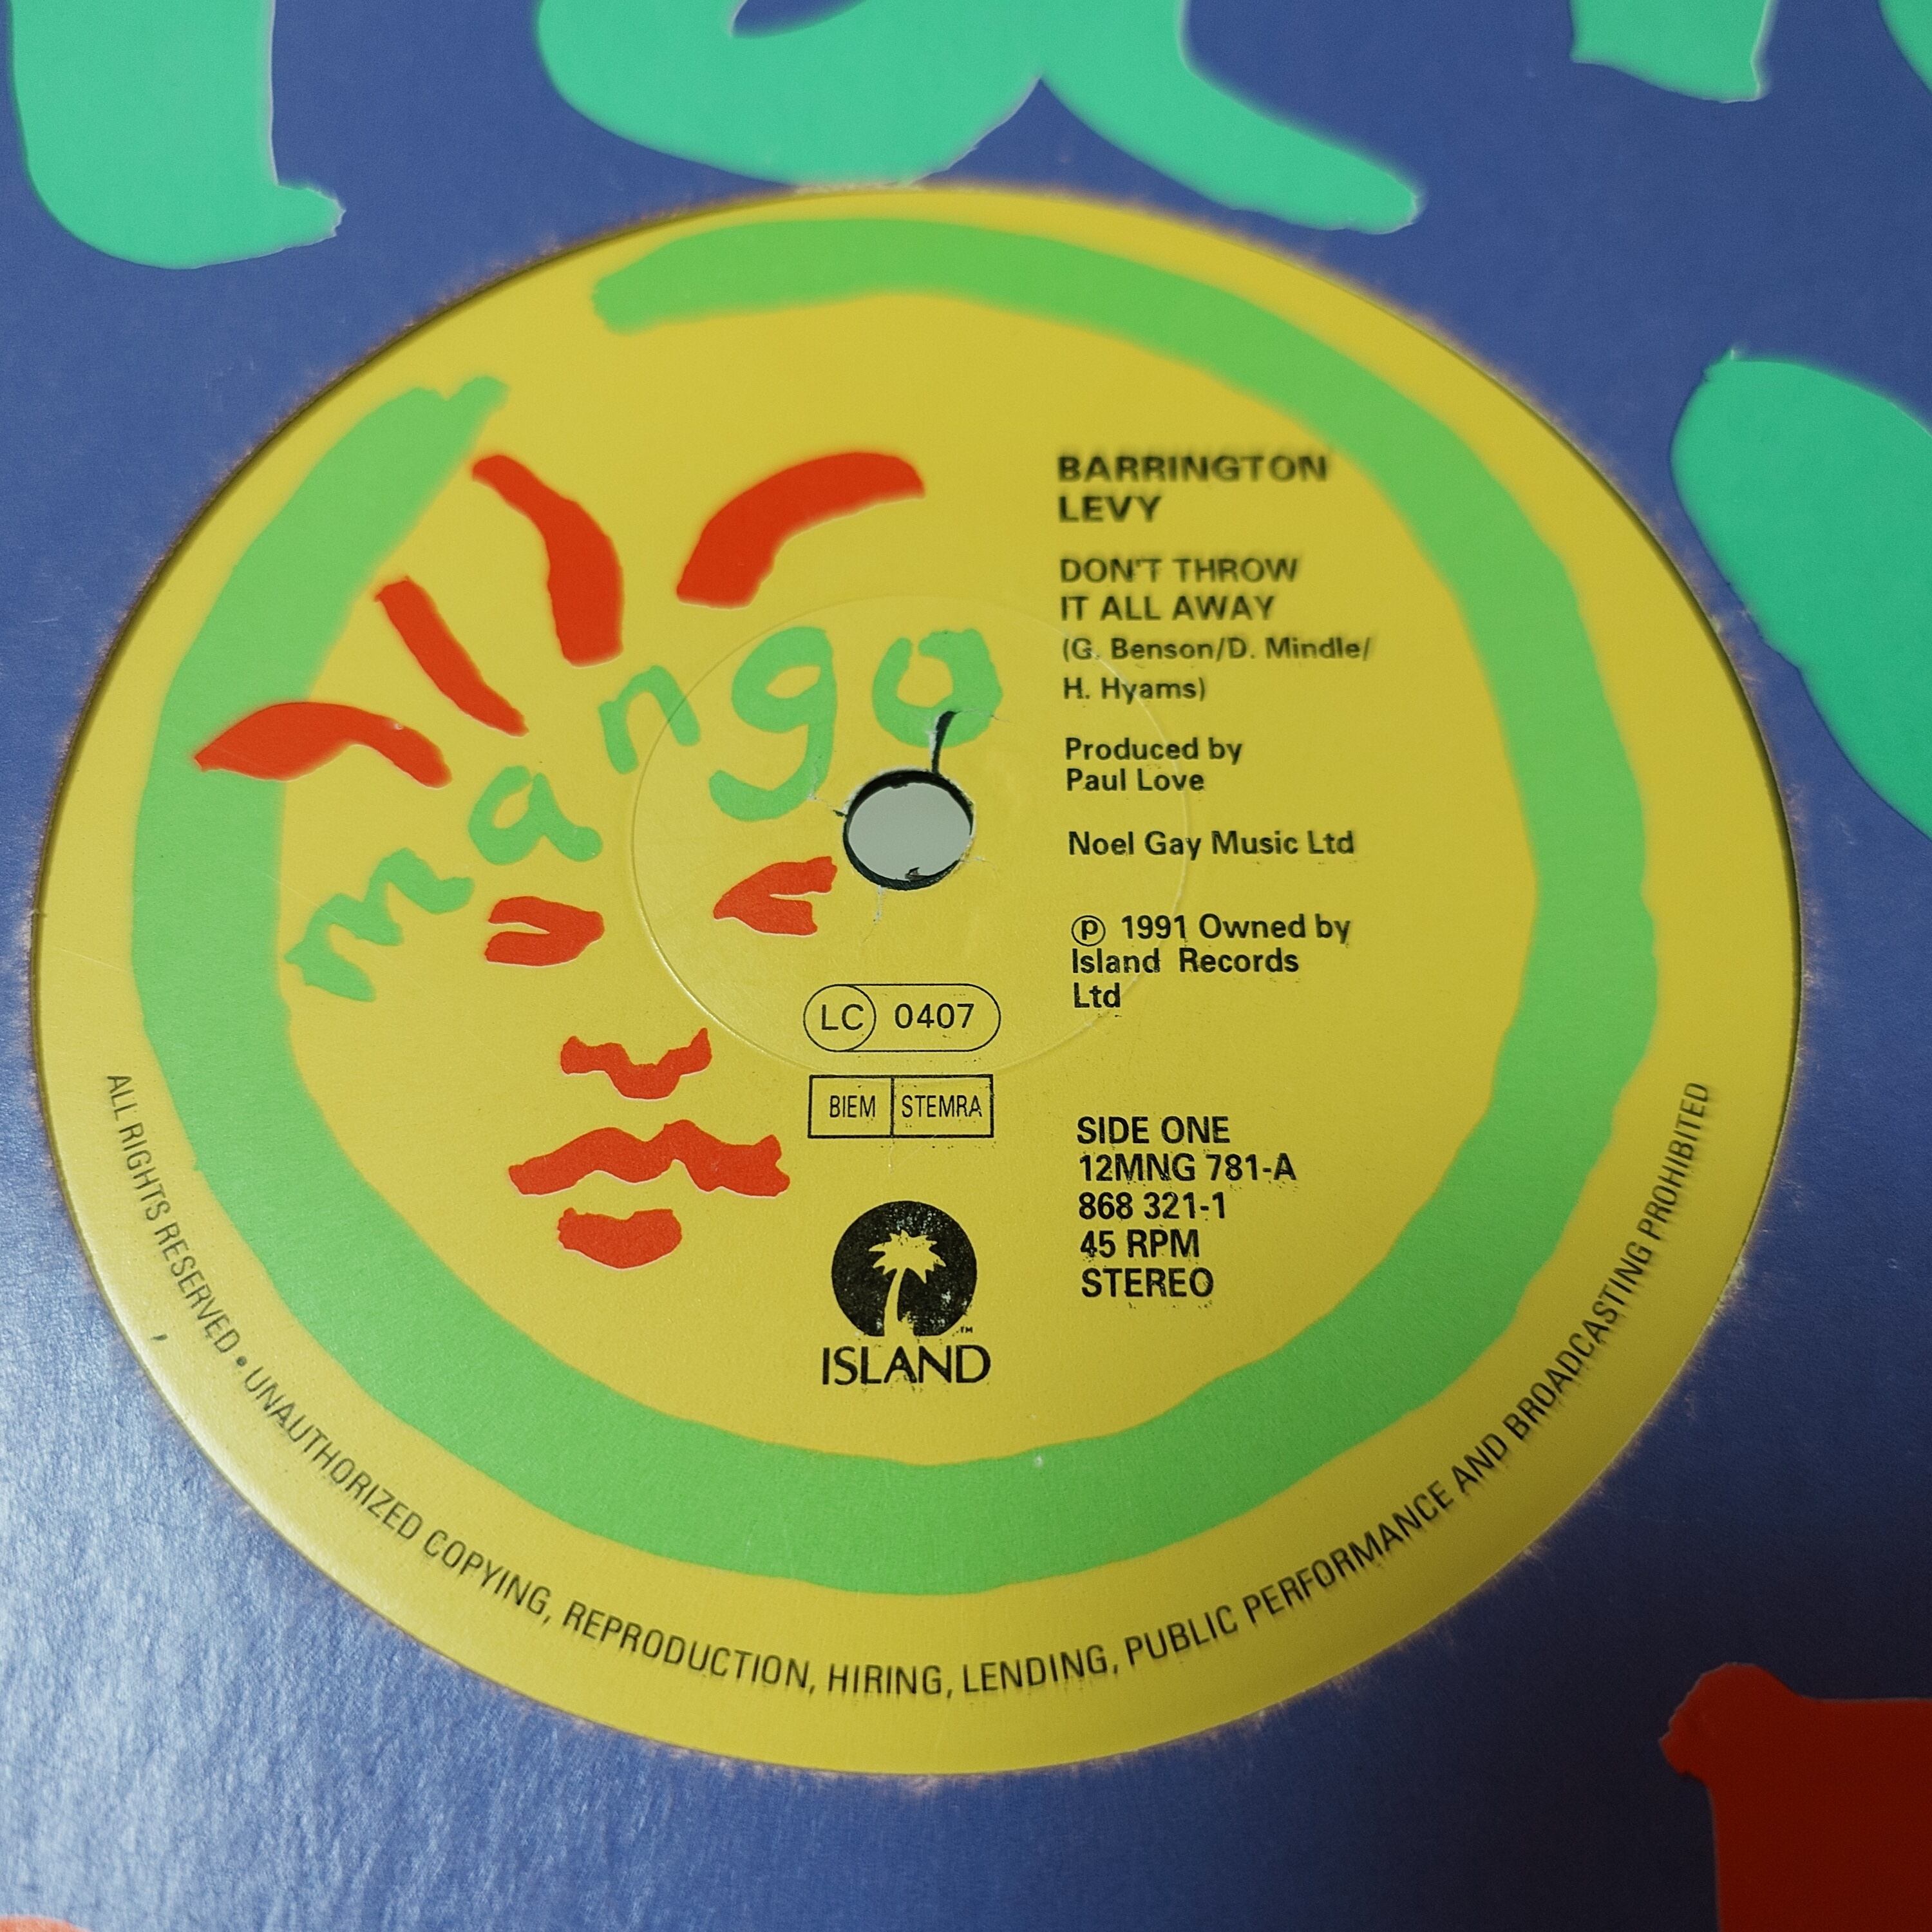 mango
BARRINGTON
LEVY
DON'T THROW
IT ALL AWAY
(G. Benson/D. Mindle/
H. Hyams)
Produced by
Paul Love
Noel Gay Music Ltd
℗ 1991 Owned by
Island Records
Ltd
LC 0407
BIEM STEMRA
SIDE ONE
12MNG 781-A
868 321-1
45 RPM
STEREO
ISLAND™
ALL RIGHTS RESERVED • UNAUTHORIZED COPYING, REPRODUCTION, HIRING, LENDING, PUBLIC PERFORMANCE AND BROADCASTING PROHIBITED